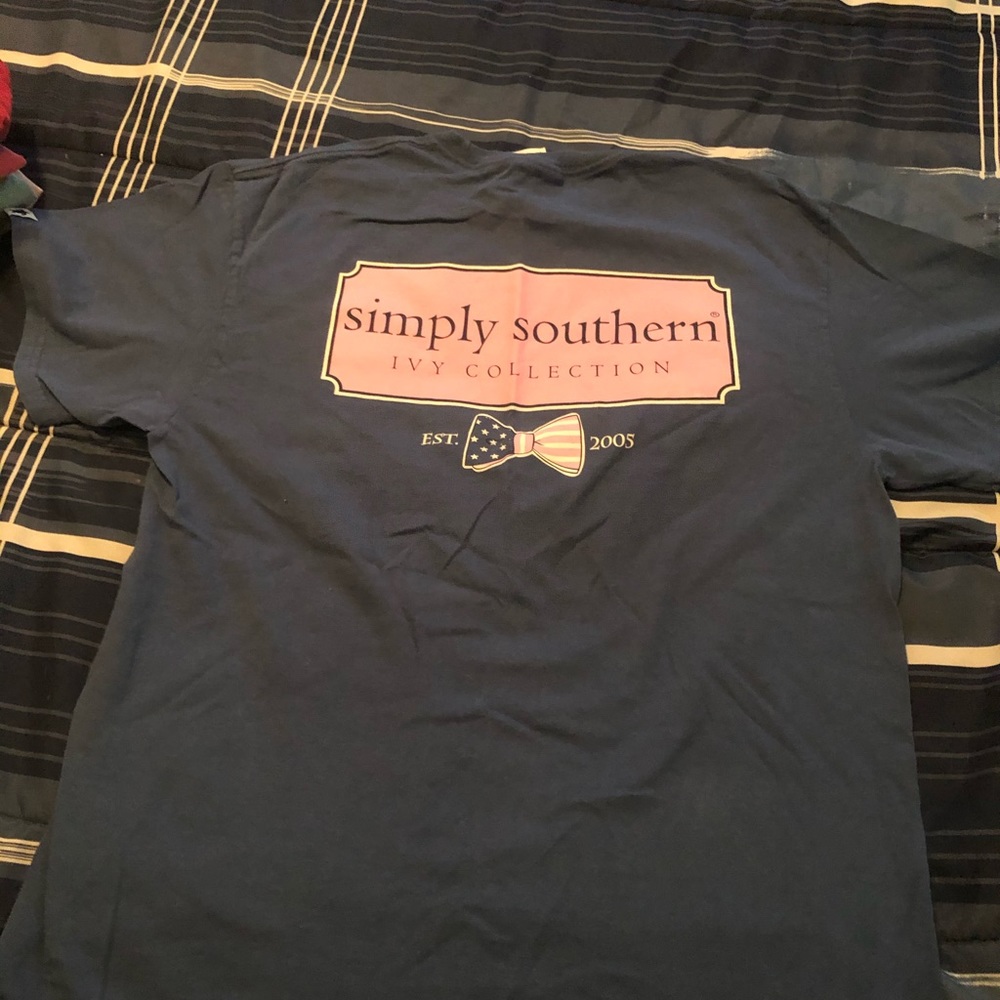 simply southern®
IVY COLLECTION
EST. 2005